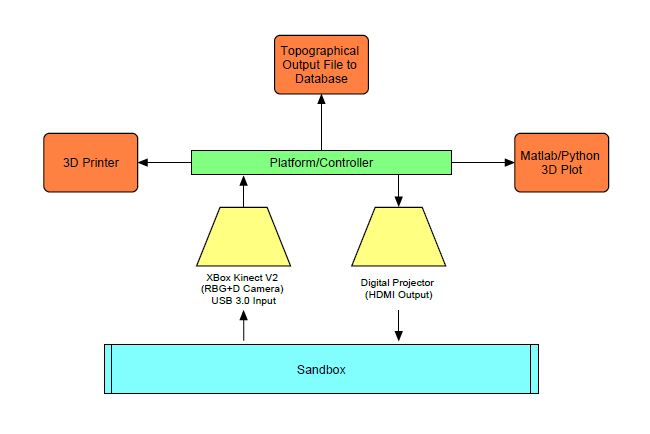 Topographical
Output File to
Database
3D Printer
Platform/Controller
Matlab/Python
3D Plot
XBox Kinect V2
(RBG+D Camera)
USB 3.0 Input
Digital Projector
(HDMI Output)
Sandbox